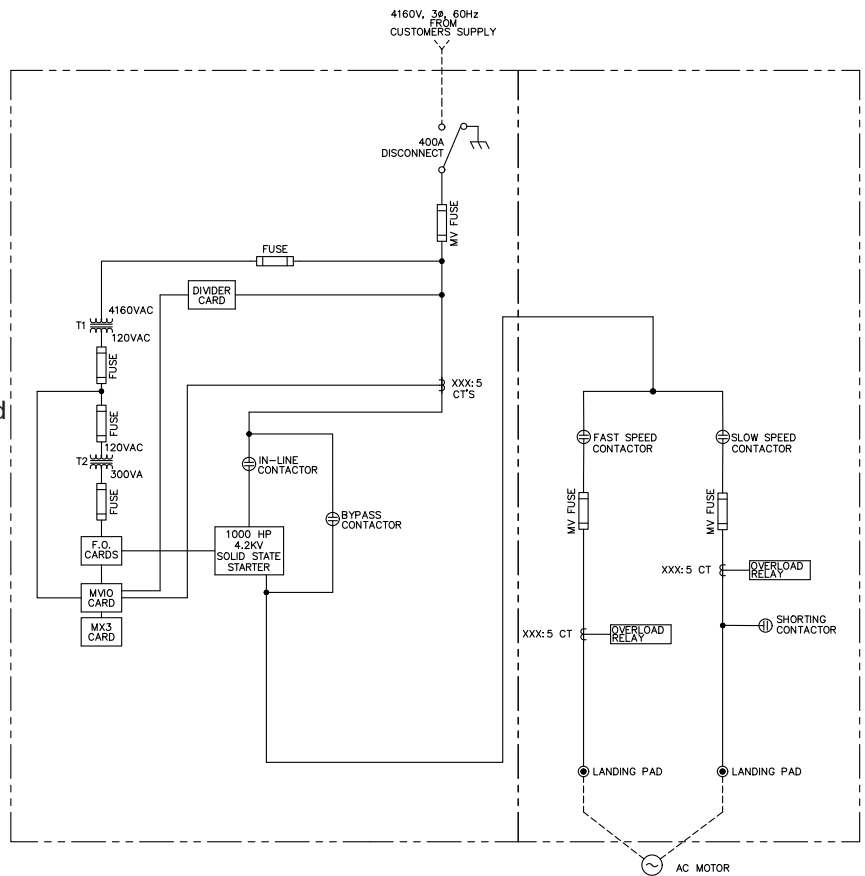 4160V, 3ø, 60Hz
FROM
CUSTOMERS SUPPLY
400A
DISCONNECT
MV FUSE
FUSE
DIVIDER
CARD
4160VAC
T1
120VAC
FUSE
XXX:5
CT'S
d
FUSE
120VAC
T2
300VA
FUSE
IN-LINE
CONTACTOR
BYPASS
CONTACTOR
1000 HP
4.2KV
SOLID STATE
STARTER
F.O.
CARDS
MVIO
CARD
MX3
CARD
FAST SPEED
CONTACTOR
SLOW SPEED
CONTACTOR
MV FUSE
MV FUSE
XXX:5 CT
OVERLOAD
RELAY
XXX:5 CT
OVERLOAD
RELAY
SHORTING
CONTACTOR
LANDING PAD
LANDING PAD
AC MOTOR